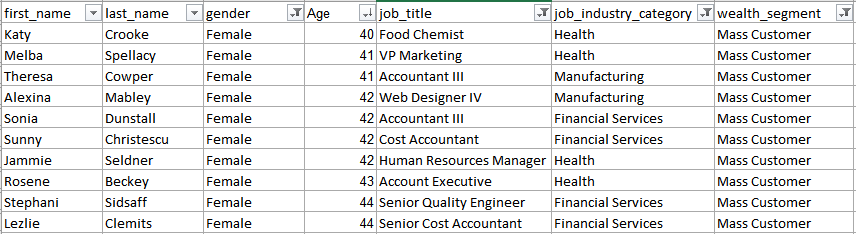 first_name last_name gender Age job_title job_industry_category wealth_segment
Katy Crooke Female 40 Food Chemist Health Mass Customer
Melba Spellacy Female 41 VP Marketing Health Mass Customer
Theresa Cowper Female 41 Accountant III Manufacturing Mass Customer
Alexina Mabley Female 42 Web Designer IV Manufacturing Mass Customer
Sonia Dunstall Female 42 Accountant III Financial Services Mass Customer
Sunny Christescu Female 42 Cost Accountant Financial Services Mass Customer
Jammie Seldner Female 42 Human Resources Manager Health Mass Customer
Rosene Beckey Female 43 Account Executive Health Mass Customer
Stephani Sidsaff Female 44 Senior Quality Engineer Financial Services Mass Customer
Lezlie Clemits Female 44 Senior Cost Accountant Financial Services Mass Customer